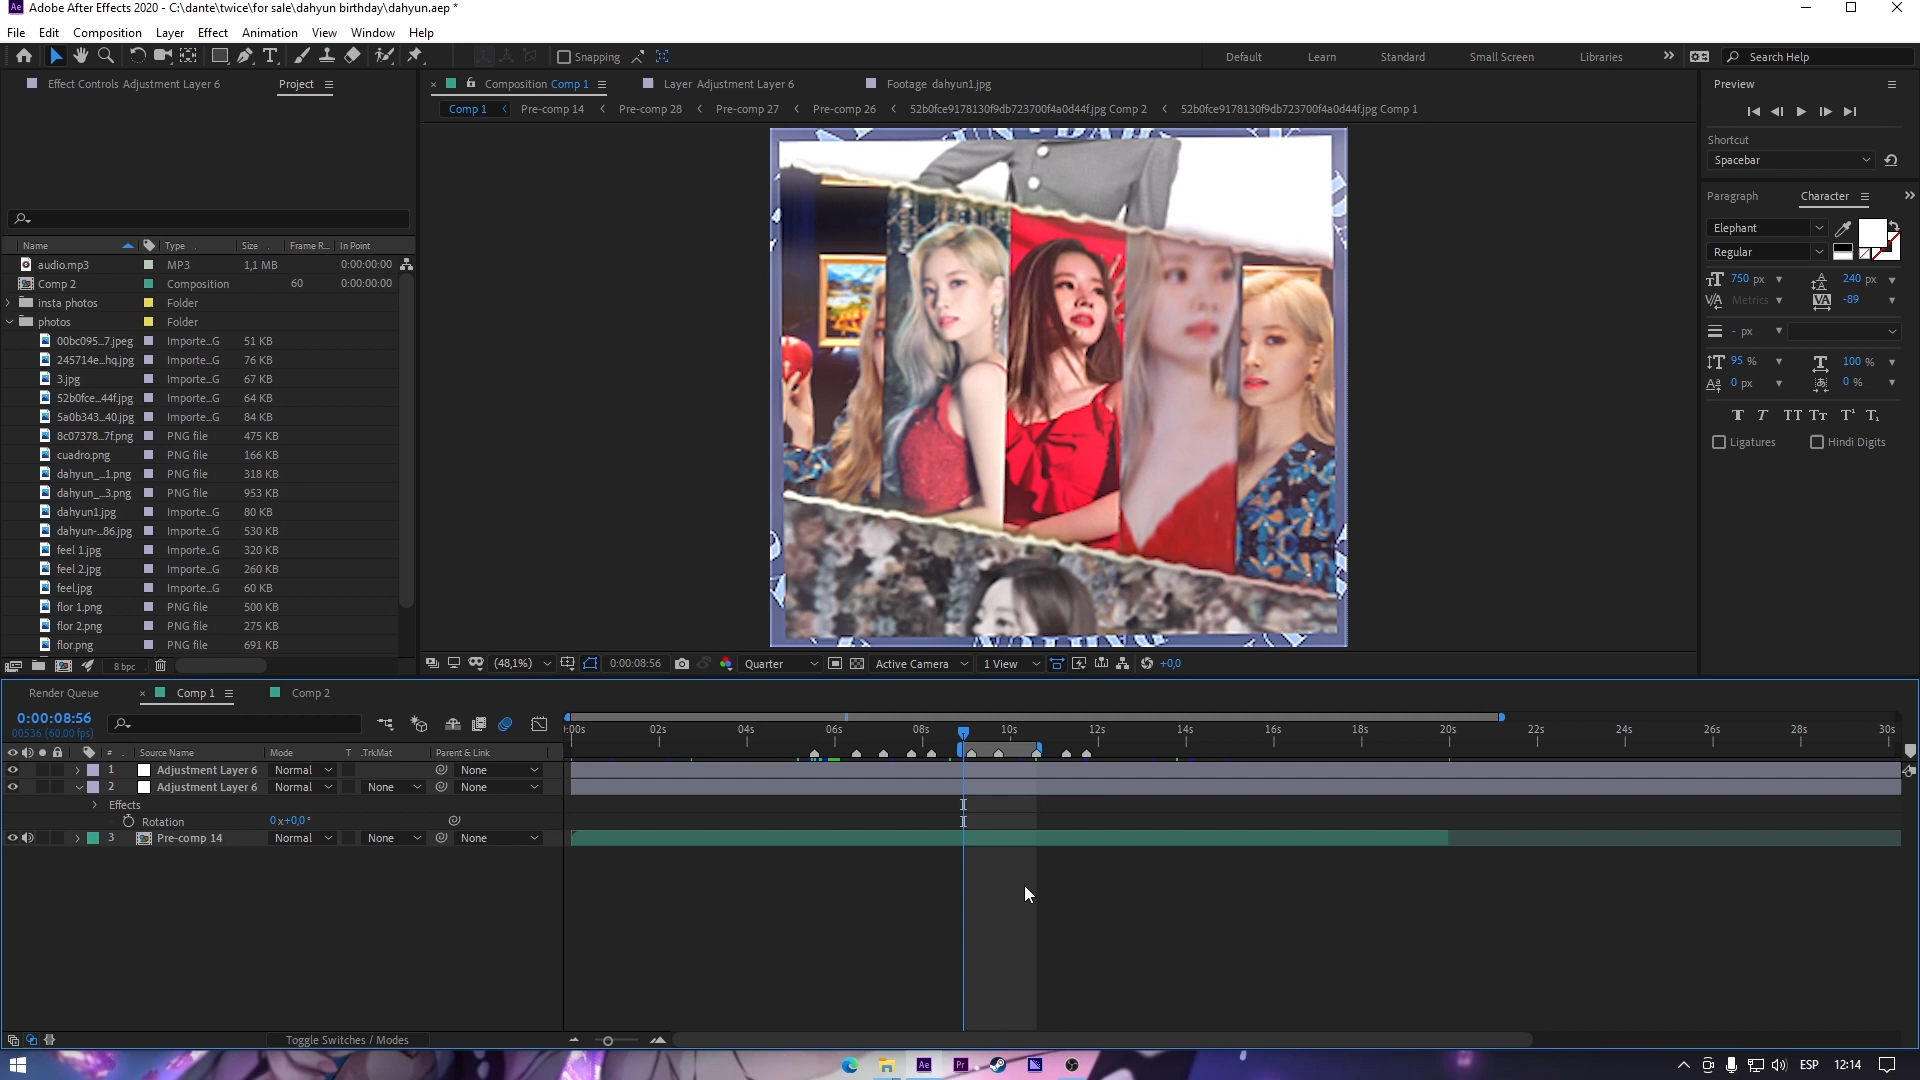 Ae Adobe After Effects 2020 - C:\dante\twice\for sale\dahyun birthday\dahyun.aep *
File Edit Composition Layer Effect Animation View Window Help
Snapping
Default Learn Standard Small Screen Libraries Search Help
Effect Controls Adjustment Layer 6
Project
Composition Comp 1
Layer Adjustment Layer 6
Footage dahyun1.jpg
Preview
Comp 1 Pre-comp 14 Pre-comp 28 Pre-comp 27 Pre-comp 26 52b0fce9178130f9db723700f4a0d44f.jpg Comp 2 52b0fce9178130f9db723700f4a0d44f.jpg Comp 1
Shortcut
Spacebar
Paragraph Character
Elephant
Regular
750 px 240 px
Metrics -89
- px
95 % 100 %
0 px 0 %
T T TT Tt T¹ T₁
Ligatures Hindi Digits
Name Type Size Frame R... In Point
audio.mp3 MP3 1,1 MB 0:00:00:00
Comp 2 Composition 60 0:00:00:00
insta photos Folder
photos Folder
00bc095...7.jpeg Importe...G 51 KB
245714e...hq.jpg Importe...G 76 KB
3.jpg Importe...G 67 KB
52b0fce...44f.jpg Importe...G 64 KB
5a0b343...40.jpg Importe...G 84 KB
8c07378...7f.png PNG file 475 KB
cuadro.png PNG file 166 KB
dahyun_...1.png PNG file 318 KB
dahyun_...3.png PNG file 953 KB
dahyun1.jpg Importe...G 80 KB
dahyun-...86.jpg Importe...G 530 KB
feel 1.jpg Importe...G 320 KB
feel 2.jpg Importe...G 260 KB
feel.jpg Importe...G 60 KB
flor 1.png PNG file 500 KB
flor 2.png PNG file 275 KB
flor.png PNG file 691 KB
8 bpc
(48,1%) 0:00:08:56 Quarter Active Camera 1 View +0,0
Render Queue Comp 1 Comp 2
0:00:08:56
00536 (60.00 fps)
:00s 02s 04s 06s 08s 10s 12s 14s 16s 18s 20s 22s 24s 26s 28s 30s
# Source Name Mode T .TrkMat Parent & Link
1 Adjustment Layer 6 Normal None
2 Adjustment Layer 6 Normal None None
Effects
Rotation 0x+0,0°
3 Pre-comp 14 Normal None None
Toggle Switches / Modes
Ae Pr ESP 12:14